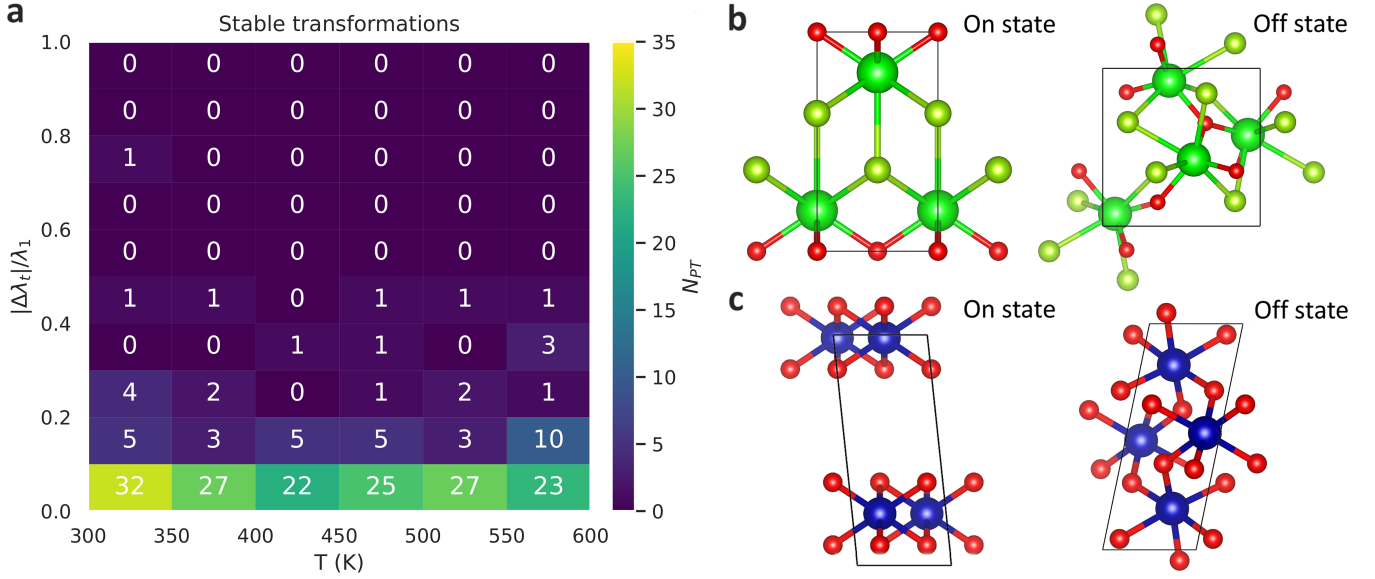 a
Stable transformations
1.0
0.8
0.6
0.4
0.2
0.0
|Δλt|/λ1
0 0 0 0 0 0
0 0 0 0 0 0
1 0 0 0 0 0
0 0 0 0 0 0
0 0 0 0 0 0
1 1 0 1 1 1
0 0 1 1 0 3
4 2 0 1 2 1
5 3 5 5 3 10
32 27 22 25 27 23
300 350 400 450 500 550 600
T (K)
35
30
25
20
15
10
5
0
NPT
b
On state
Off state
c
On state
Off state